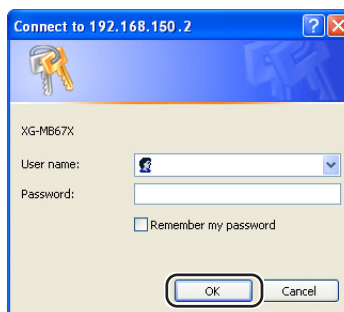 Connect to 192.168.150.2
XG-MB67X
User name:
Password:
Remember my password
OK
Cancel